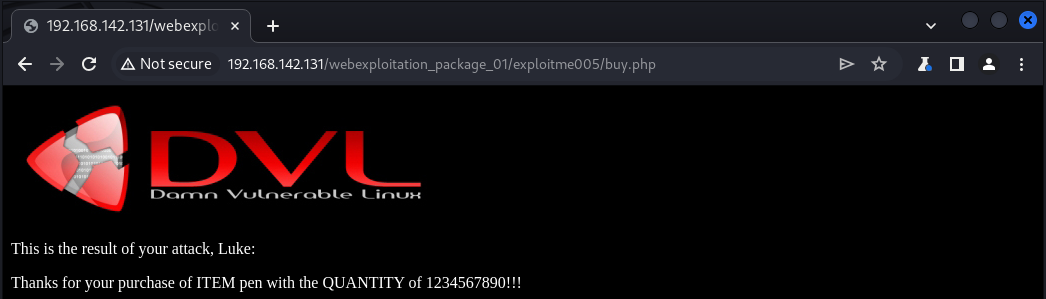 192.168.142.131/webexplo
Not secure
192.168.142.131/webexploitation_package_01/exploitme005/buy.php
DVL
Damn Vulnerable Linux
This is the result of your attack, Luke:
Thanks for your purchase of ITEM pen with the QUANTITY of 1234567890!!!